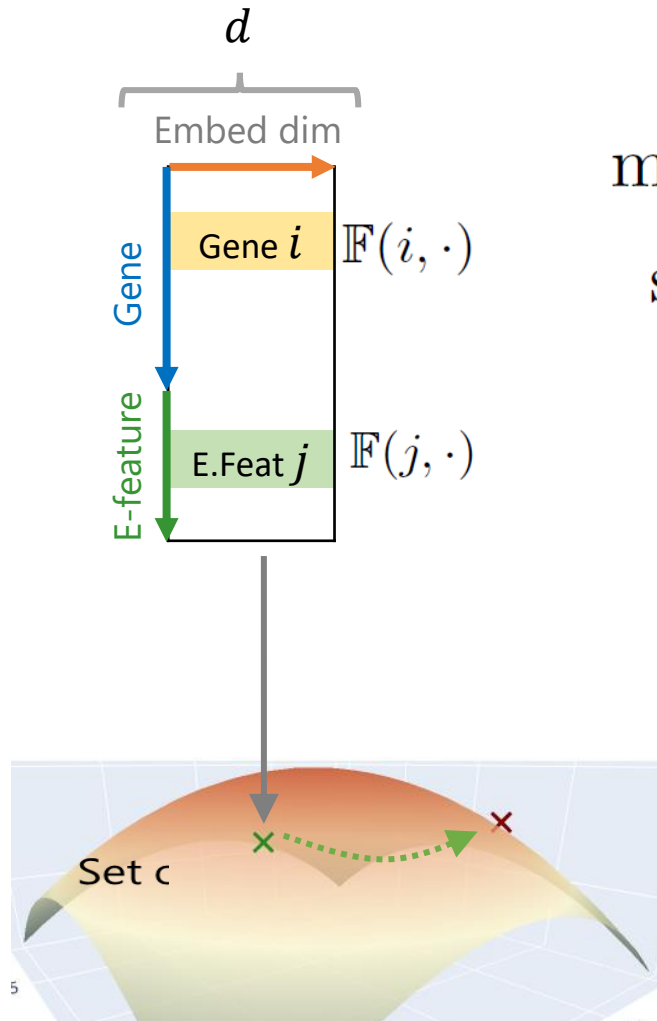 d
Embed dim
m
Gene i 𝔽(i, ·)
s
Gene
E-feature
E.Feat j 𝔽(j, ·)
Set c
5